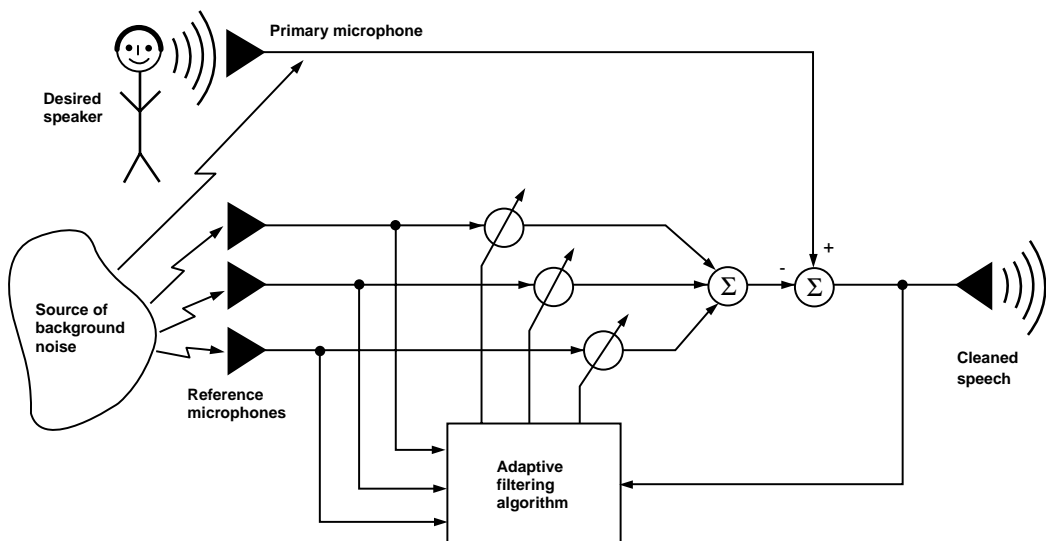 Primary microphone
Desired
speaker
+
-
Σ
Σ
Source of
background
noise
Reference
microphones
Cleaned
speech
Adaptive
filtering
algorithm